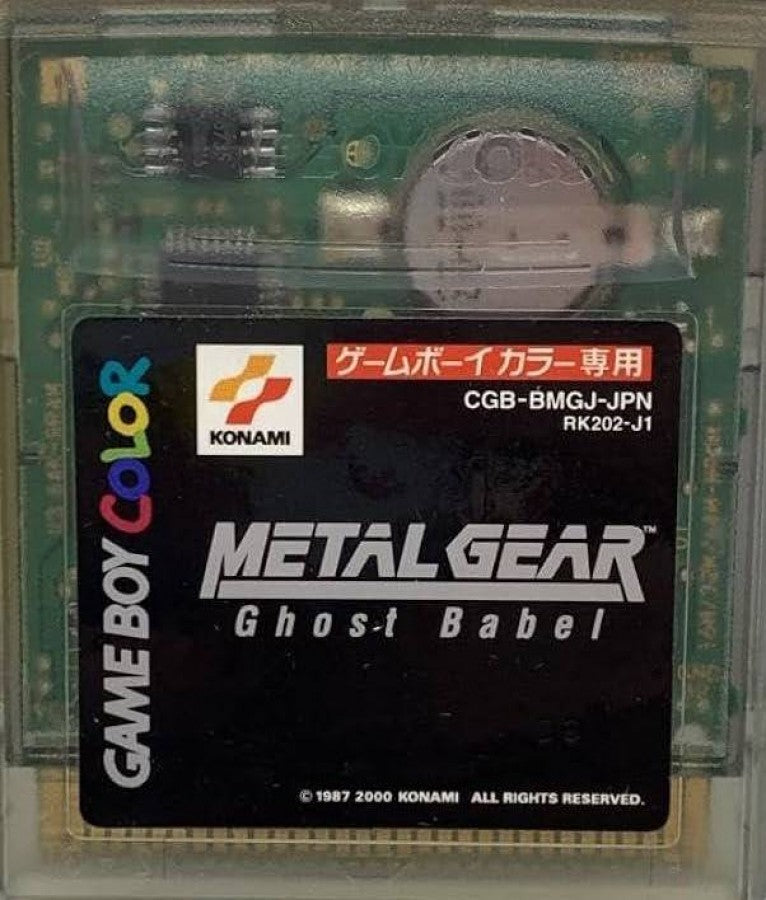 KONAMI
ゲームボーイカラー専用
CGB-BMGJ-JPN
RK202-J1
GAME BOY COLOR
METAL GEAR™
Ghost Babel
© 1987 2000 KONAMI ALL RIGHTS RESERVED.